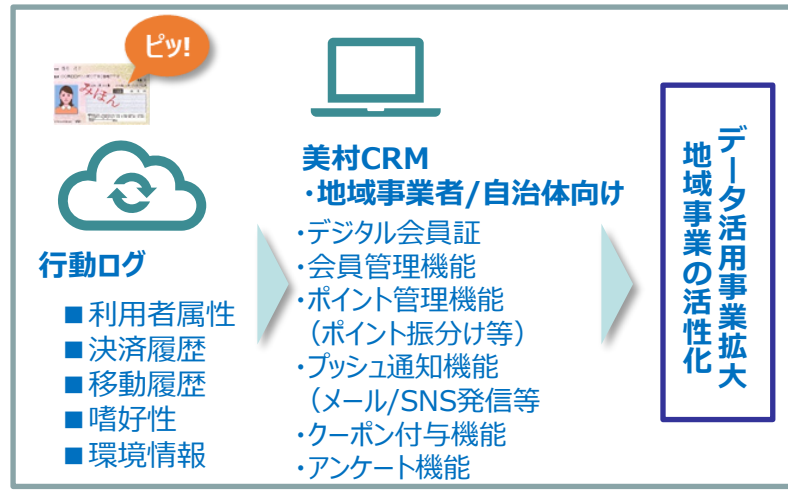 ピッ!
みほん
行動ログ
■利用者属性
■決済履歴
■移動履歴
■嗜好性
■環境情報
美村CRM
・地域事業者/自治体向け
・デジタル会員証
・会員管理機能
・ポイント管理機能
（ポイント振分け等）
・プッシュ通知機能
（メール/SNS発信等
・クーポン付与機能
・アンケート機能
データ活用事業拡大
地域事業の活性化